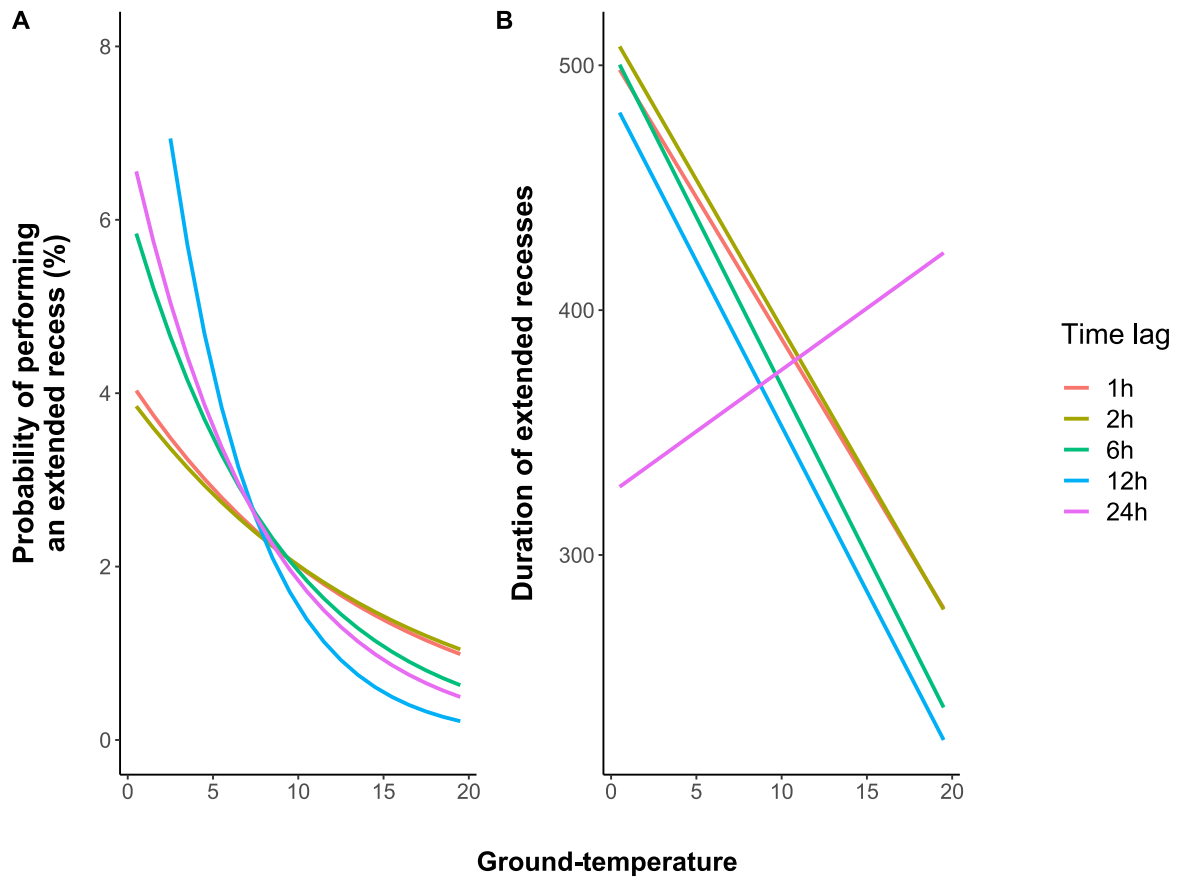 A
Probability of performing
an extended recess (%)
8
6
4
2
0
0 5 10 15 20
B
Duration of extended recesses
500
400
300
0 5 10 15 20
Ground-temperature
Time lag
1h
2h
6h
12h
24h